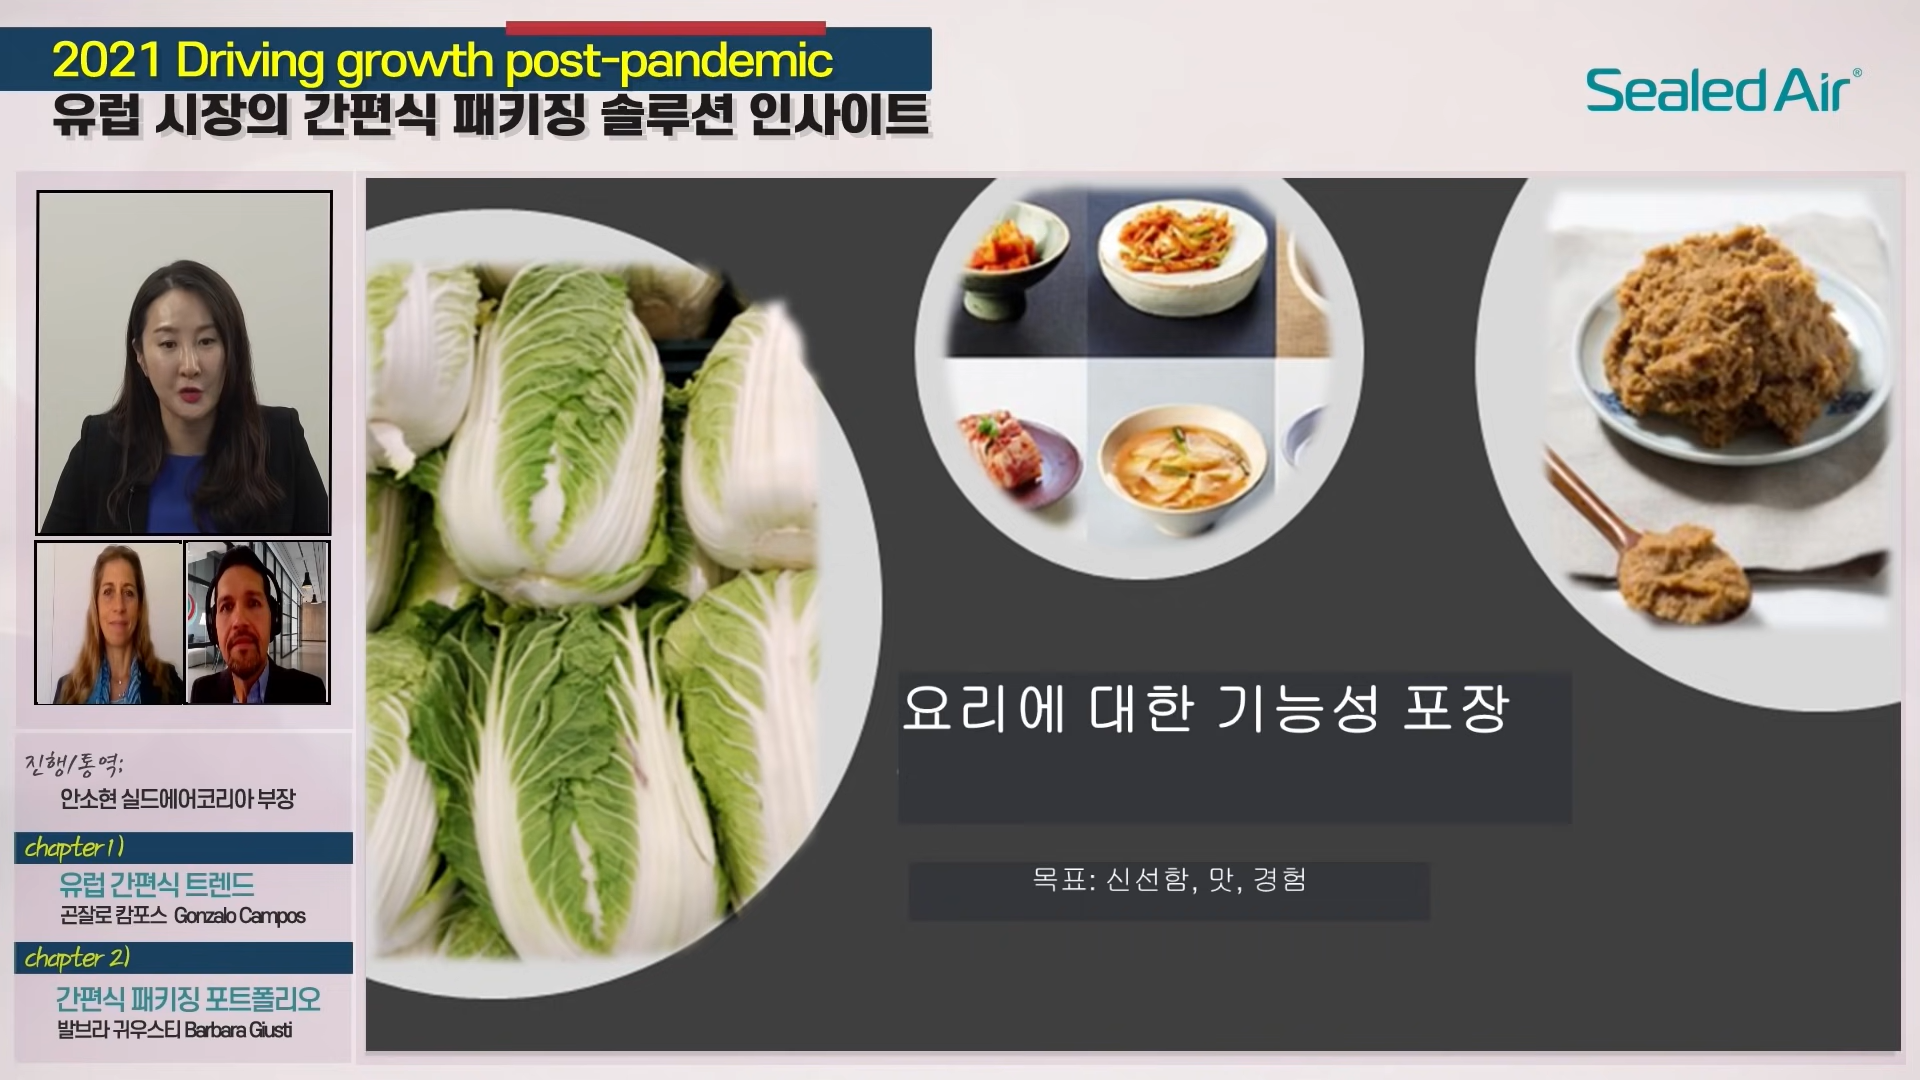 2021 Driving growth post-pandemic
유럽 시장의 간편식 패키징 솔루션 인사이트
Sealed Air®
요리에 대한 기능성 포장
목표: 신선함, 맛, 경험
진행/통역;
안소현 실드에어코리아 부장
chapter 1)
유럽 간편식 트렌드
곤잘로 캄포스 Gonzalo Campos
chapter 2)
간편식 패키징 포트폴리오
발브라 귀우스티 Barbara Giusti